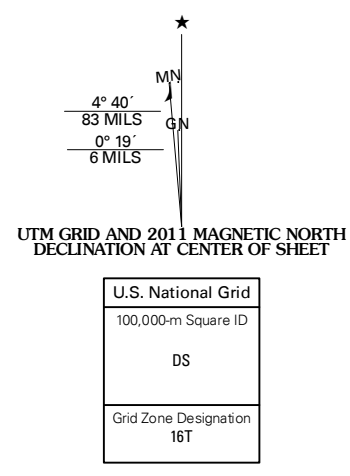 ★
MN
4° 40´
83 MILS
GN
0° 19´
6 MILS
UTM GRID AND 2011 MAGNETIC NORTH
DECLINATION AT CENTER OF SHEET
U.S. National Grid
100,000-m Square ID
DS
Grid Zone Designation
16T